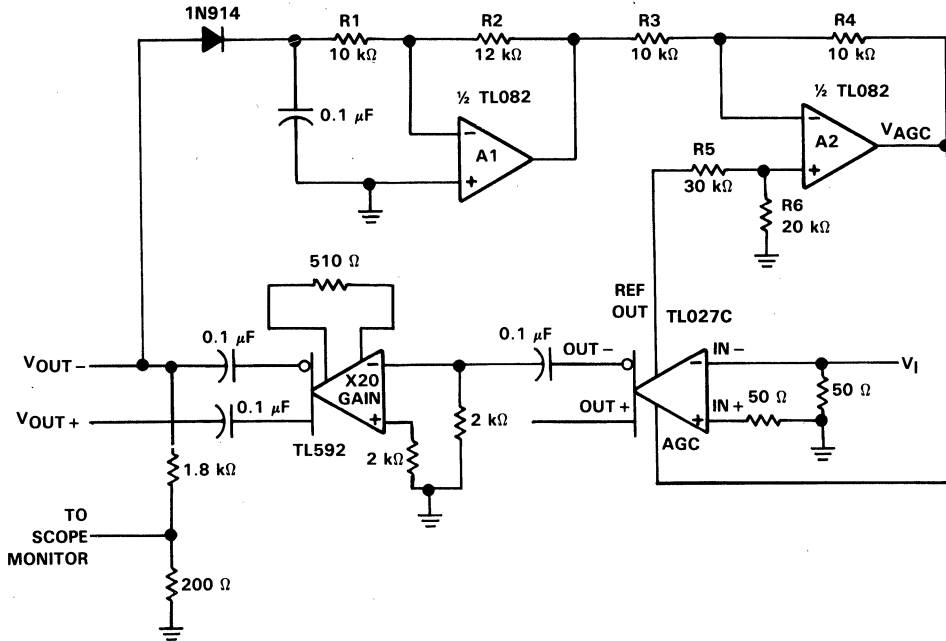 1N914
R1
10 kΩ
R2
12 kΩ
R3
10 kΩ
R4
10 kΩ
0.1 μF
½ TL082
−
A1
+
½ TL082
−
A2
+
VAGC
R5
30 kΩ
R6
20 kΩ
510 Ω
REF
OUT
TL027C
0.1 μF
VOUT−
VOUT+
0.1 μF
X20
GAIN
−
+
TL592
0.1 μF
OUT−
OUT+
−
IN−
+
IN+
AGC
50 Ω
50 Ω
VI
2 kΩ
2 kΩ
1.8 kΩ
TO
SCOPE
MONITOR
200 Ω